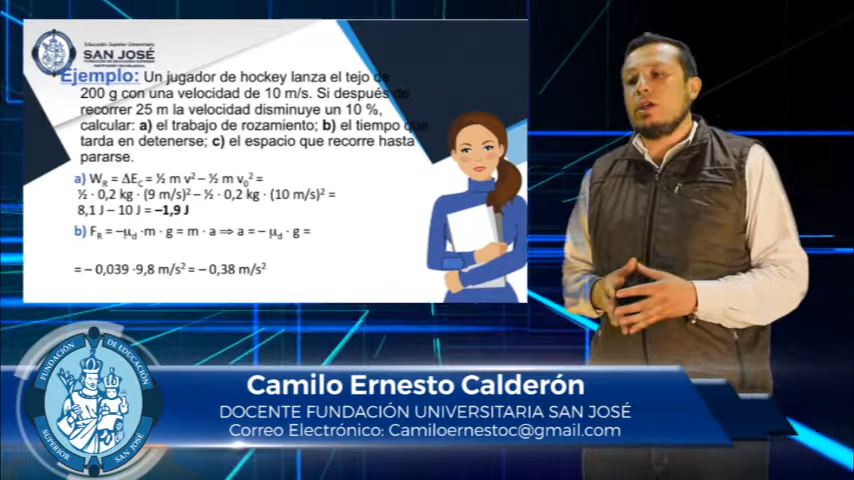 Educación Superior Universitaria
SAN JOSÉ
FUNDACIÓN DE EDUCACIÓN SUPERIOR
Ejemplo: Un jugador de hockey lanza el tejo de
200 g con una velocidad de 10 m/s. Si después de
recorrer 25 m la velocidad disminuye un 10 %,
calcular: a) el trabajo de rozamiento; b) el tiempo que
tarda en detenerse; c) el espacio que recorre hasta
pararse.
a) W_R = ΔE_C = ½ m v² – ½ m v₀² =
½ · 0,2 kg · (9 m/s)² – ½ · 0,2 kg · (10 m/s)² =
8,1 J – 10 J = –1,9 J
b) F_R = –μ_d ·m · g = m · a ⇒ a = – μ_d · g =
= – 0,039 ·9,8 m/s² = – 0,38 m/s²
FUNDACIÓN DE EDUCACIÓN
SUPERIOR SAN JOSÉ
Camilo Ernesto Calderón
DOCENTE FUNDACIÓN UNIVERSITARIA SAN JOSÉ
Correo Electrónico: Camiloernestoc@gmail.com